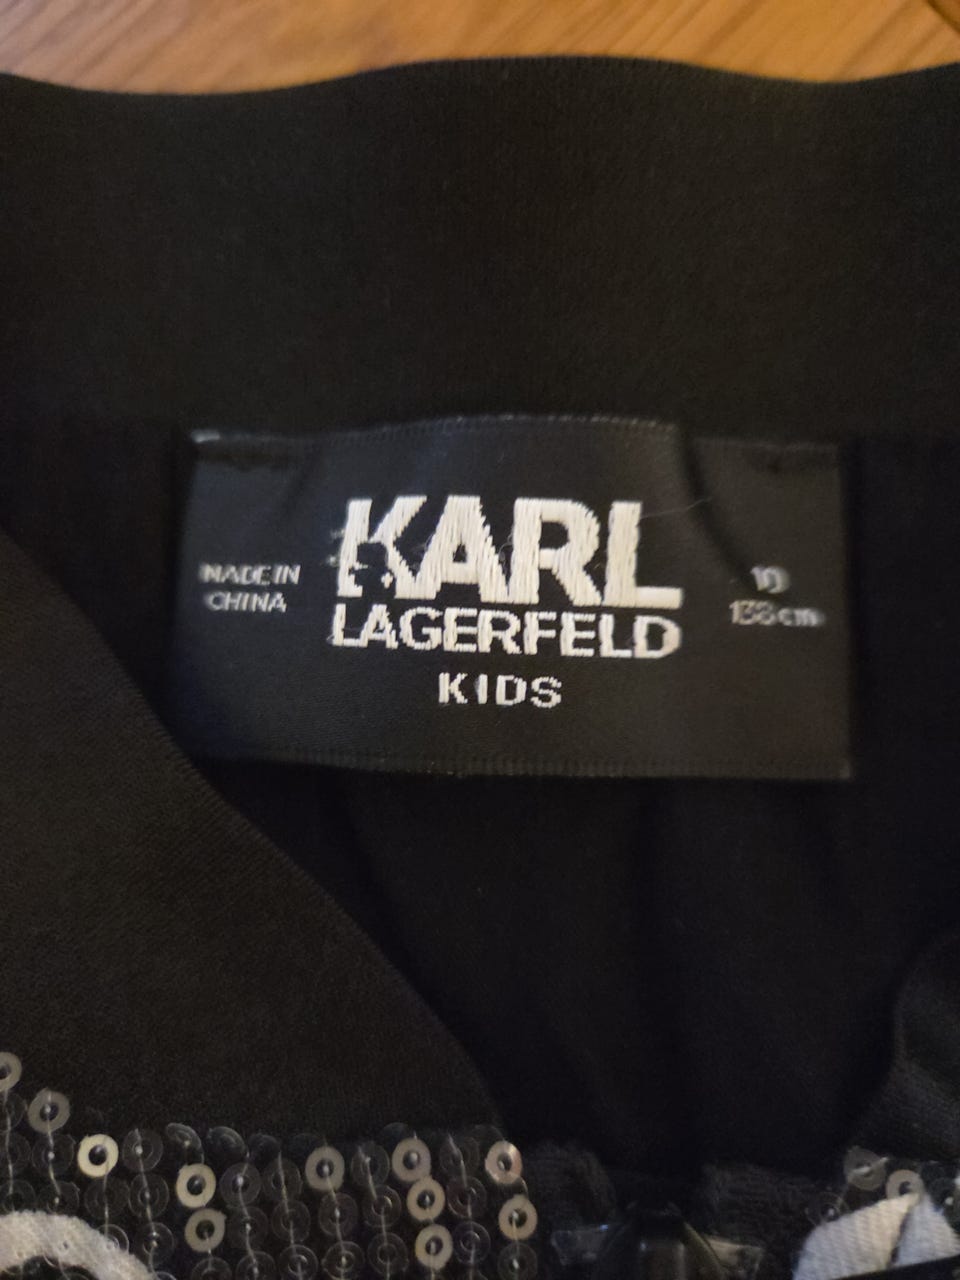 KARL
LAGERFELD
KIDS
MADE IN
CHINA
10
138 cm